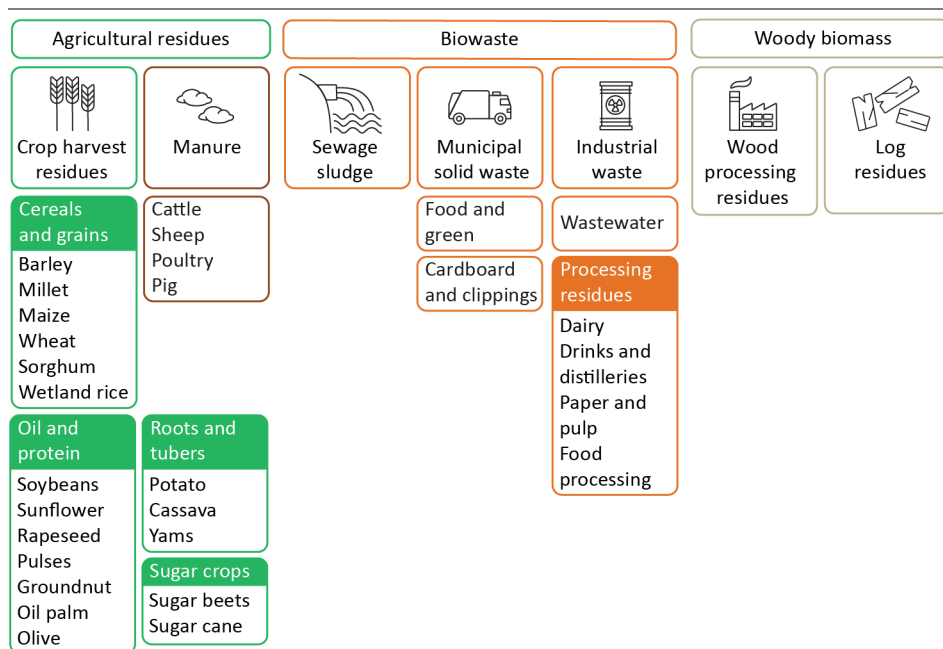 Agricultural residues
Biowaste
Woody biomass
Crop harvest
residues
Manure
Sewage
sludge
Municipal
solid waste
Industrial
waste
Wood
processing
residues
Log
residues
Cereals
and grains
Barley
Millet
Maize
Wheat
Sorghum
Wetland rice
Cattle
Sheep
Poultry
Pig
Food and
green
Cardboard
and clippings
Wastewater
Processing
residues
Dairy
Drinks and
distilleries
Paper and
pulp
Food
processing
Oil and
protein
Soybeans
Sunflower
Rapeseed
Pulses
Groundnut
Oil palm
Olive
Roots and
tubers
Potato
Cassava
Yams
Sugar crops
Sugar beets
Sugar cane